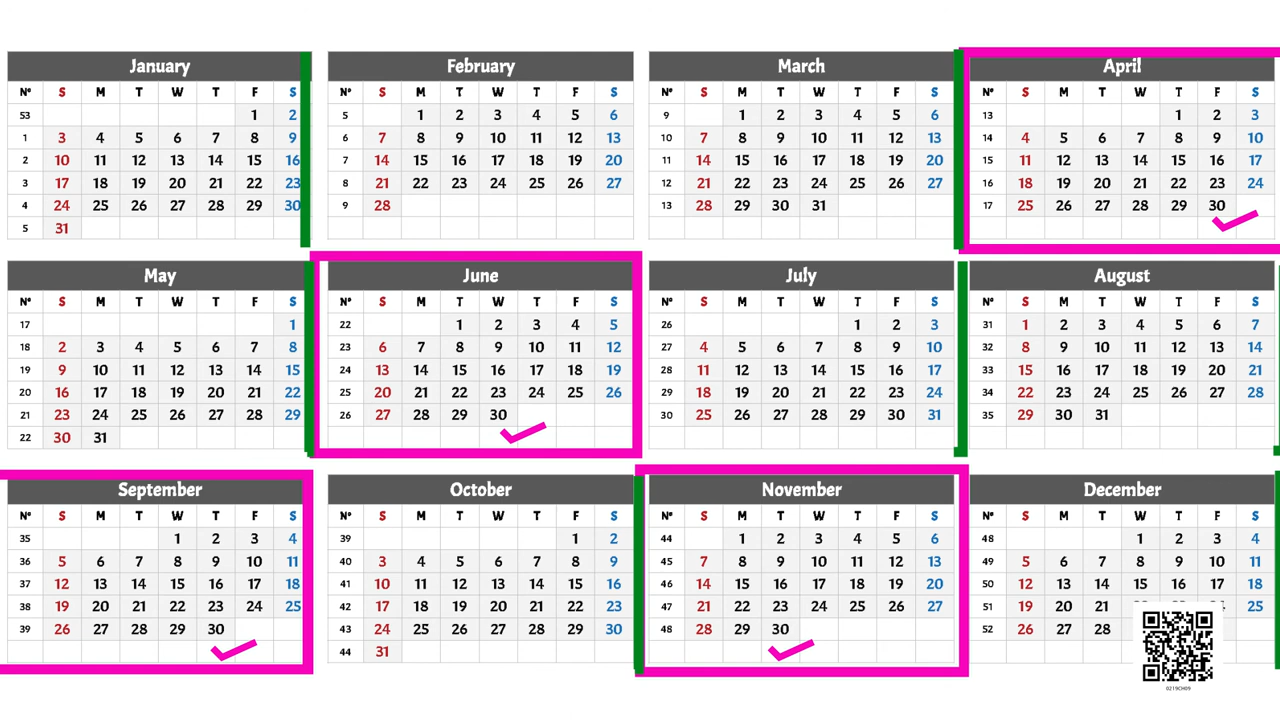 January
Nº S M T W T F S
53 1 2
1 3 4 5 6 7 8 9
2 10 11 12 13 14 15 16
3 17 18 19 20 21 22 23
4 24 25 26 27 28 29 30
5 31
February
Nº S M T W T F S
5 1 2 3 4 5 6
6 7 8 9 10 11 12 13
7 14 15 16 17 18 19 20
8 21 22 23 24 25 26 27
9 28
March
Nº S M T W T F S
9 1 2 3 4 5 6
10 7 8 9 10 11 12 13
11 14 15 16 17 18 19 20
12 21 22 23 24 25 26 27
13 28 29 30 31
April
Nº S M T W T F S
13 1 2 3
14 4 5 6 7 8 9 10
15 11 12 13 14 15 16 17
16 18 19 20 21 22 23 24
17 25 26 27 28 29 30
May
Nº S M T W T F S
17 1
18 2 3 4 5 6 7 8
19 9 10 11 12 13 14 15
20 16 17 18 19 20 21 22
21 23 24 25 26 27 28 29
22 30 31
June
Nº S M T W T F S
22 1 2 3 4 5
23 6 7 8 9 10 11 12
24 13 14 15 16 17 18 19
25 20 21 22 23 24 25 26
26 27 28 29 30
July
Nº S M T W T F S
26 1 2 3
27 4 5 6 7 8 9 10
28 11 12 13 14 15 16 17
29 18 19 20 21 22 23 24
30 25 26 27 28 29 30 31
August
Nº S M T W T F S
31 1 2 3 4 5 6 7
32 8 9 10 11 12 13 14
33 15 16 17 18 19 20 21
34 22 23 24 25 26 27 28
35 29 30 31
September
Nº S M T W T F S
35 1 2 3 4
36 5 6 7 8 9 10 11
37 12 13 14 15 16 17 18
38 19 20 21 22 23 24 25
39 26 27 28 29 30
October
Nº S M T W T F S
39 1 2
40 3 4 5 6 7 8 9
41 10 11 12 13 14 15 16
42 17 18 19 20 21 22 23
43 24 25 26 27 28 29 30
44 31
November
Nº S M T W T F S
44 1 2 3 4 5 6
45 7 8 9 10 11 12 13
46 14 15 16 17 18 19 20
47 21 22 23 24 25 26 27
48 28 29 30
December
Nº S M T W T F S
48 1 2 3 4
49 5 6 7 8 9 10 11
50 12 13 14 15 16 17 18
51 19 20 21 25
52 26 27 28
0219CH09